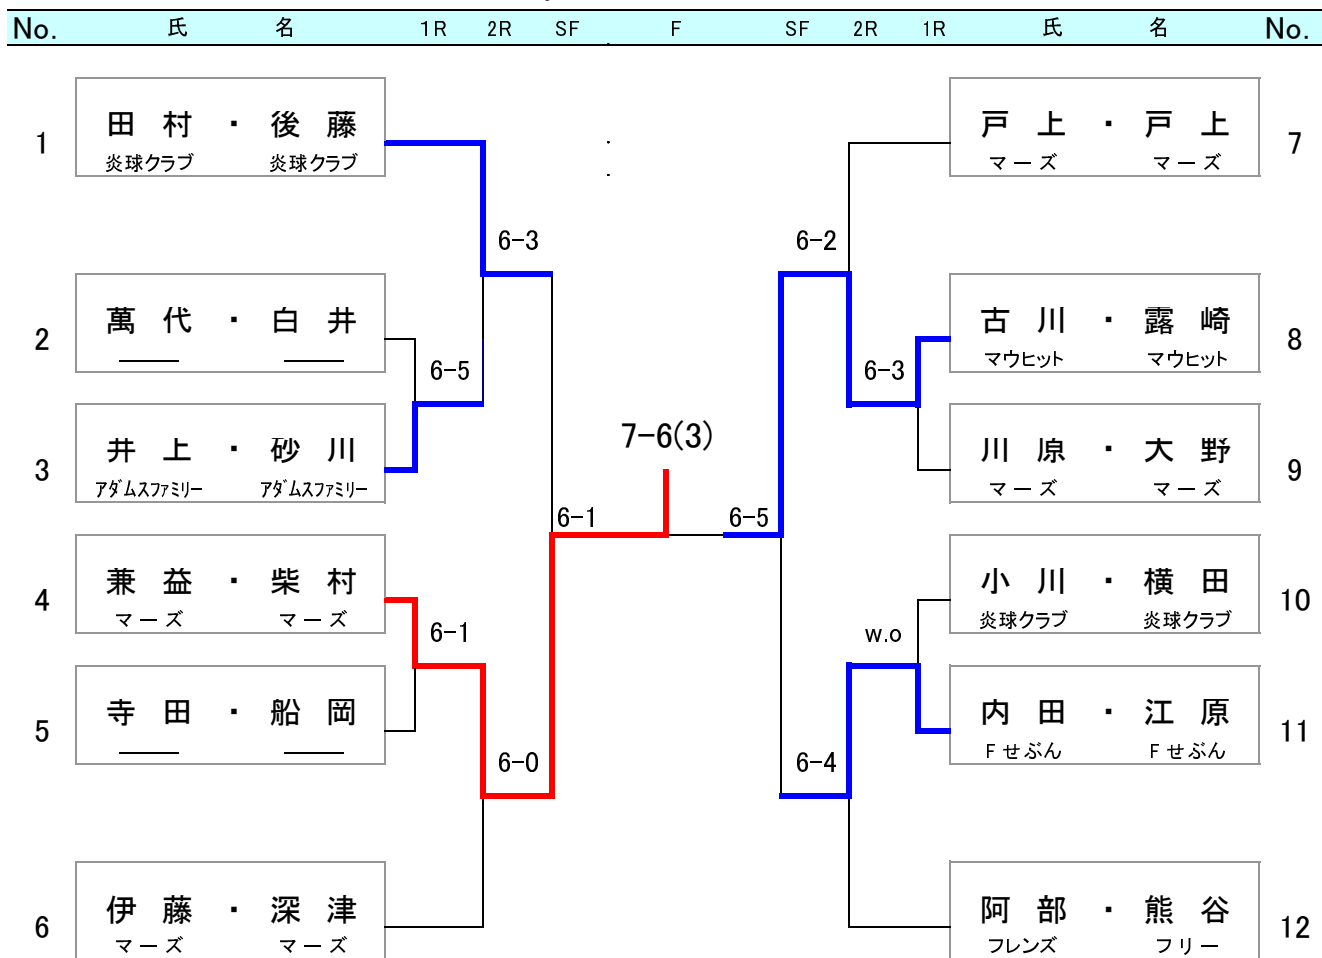 No. 氏 名 1R 2R SF F SF 2R 1R 氏 名 No.
田 村 ・ 後 藤 戸 上 ・ 戸 上
1 7
炎球クラブ 炎球クラブ マーズ マーズ
6-3 6-2
萬 代 ・ 白 井 古 川 ・ 露 崎
2 8
マウヒット マウヒット
6-5 6-3
7-6(3)
井 上 ・ 砂 川 川 原 ・ 大 野
3 9
アダムスファミリー アダムスファミリー マーズ マーズ
6-1 6-5
兼 益 ・ 柴 村 小 川 ・ 横 田
4 10
マーズ マーズ 炎球クラブ 炎球クラブ
6-1 w.o
寺 田 ・ 船 岡 内 田 ・ 江 原
5 11
Fせぶん Fせぶん
6-0 6-4
伊 藤 ・ 深 津 阿 部 ・ 熊 谷
6 12
マーズ マーズ フレンズ フリー